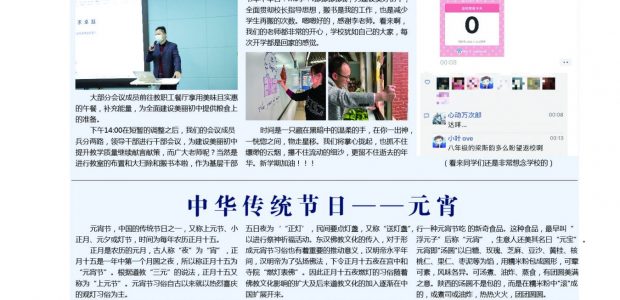 全面贯彻校长指导思想，搬书是我的工作，也是减少
学生再搬的次数。嗯嗯好的，感谢李老师。看来啊，
我们的老师都非常的开心，学校犹如自己的大家，每
次开学都是回家的感觉。
0
00:03
00:08
心动万次郎
达咩
00:13
小叶 ove
八年级的梁斯韵多么盼望返校啊
（看来同学们还是非常想念学校的）
大部分会议成员前往教职工餐厅享用美味且实惠
的午餐，补充能量，为全面建设美丽初中提供粮食上
的准备。
下午14:00在短暂的调整之后，我们的会议成员
兵分两路，领导干部进行干部会议，为建设美丽初中
提升教学质量继续献言献策，而广大老师呢？当然是
进行教室的布置和大扫除和搬书本啦，作为基层干部
时间是一只藏在黑暗中的温柔的手，在你一出神，
一恍惚之间，物走星移。我们将掌心拢起，也抓不住
缠缭的云烟，挪不住流动的细沙，更留不住逝去的年
华。新学期加油！！！
中华传统节日——元宵
元宵节，中国的传统节日之一，又称上元节、小
正月、元夕或灯节，时间为每年农历正月十五。
正月是农历的元月，古人称“夜”为“宵”，正
月十五是一年中第一个月圆之夜，所以称正月十五为
“元宵节”。根据道教“三元”的说法，正月十五又
称为“上元节”。元宵节习俗自古以来就以热烈喜庆
的观灯习俗为主。
五日夜为“正灯”，民间要点灯盏，又称“送灯盏”，
以进行祭神祈福活动。东汉佛教文化的传入，对于形
成元宵节习俗也有着重要的推动意义，汉明帝永平年
间，汉明帝为了弘扬佛法，下令正月十五夜在宫中和
寺院“燃灯表佛”。因此正月十五夜燃灯的习俗随着
佛教文化影响的扩大及后来道教文化的加入逐渐在中
国扩展开来。
行一种元宵节吃的新奇食品。这种食品，最早叫“
浮元子”后称“元宵”，生意人还美其名曰“元宝”。
元宵即“汤圆”以白糖、玫瑰、芝麻、豆沙、黄桂、核
桃仁、果仁、枣泥等为馅，用糯米粉包成圆形，可荤
可素，风味各异。可汤煮、油炸、蒸食，有团圆美满
之意。陕西的汤圆不是包的，而是在糯米粉中“滚”成
的，或煮司或油炸，热热火火，团团圆圆。